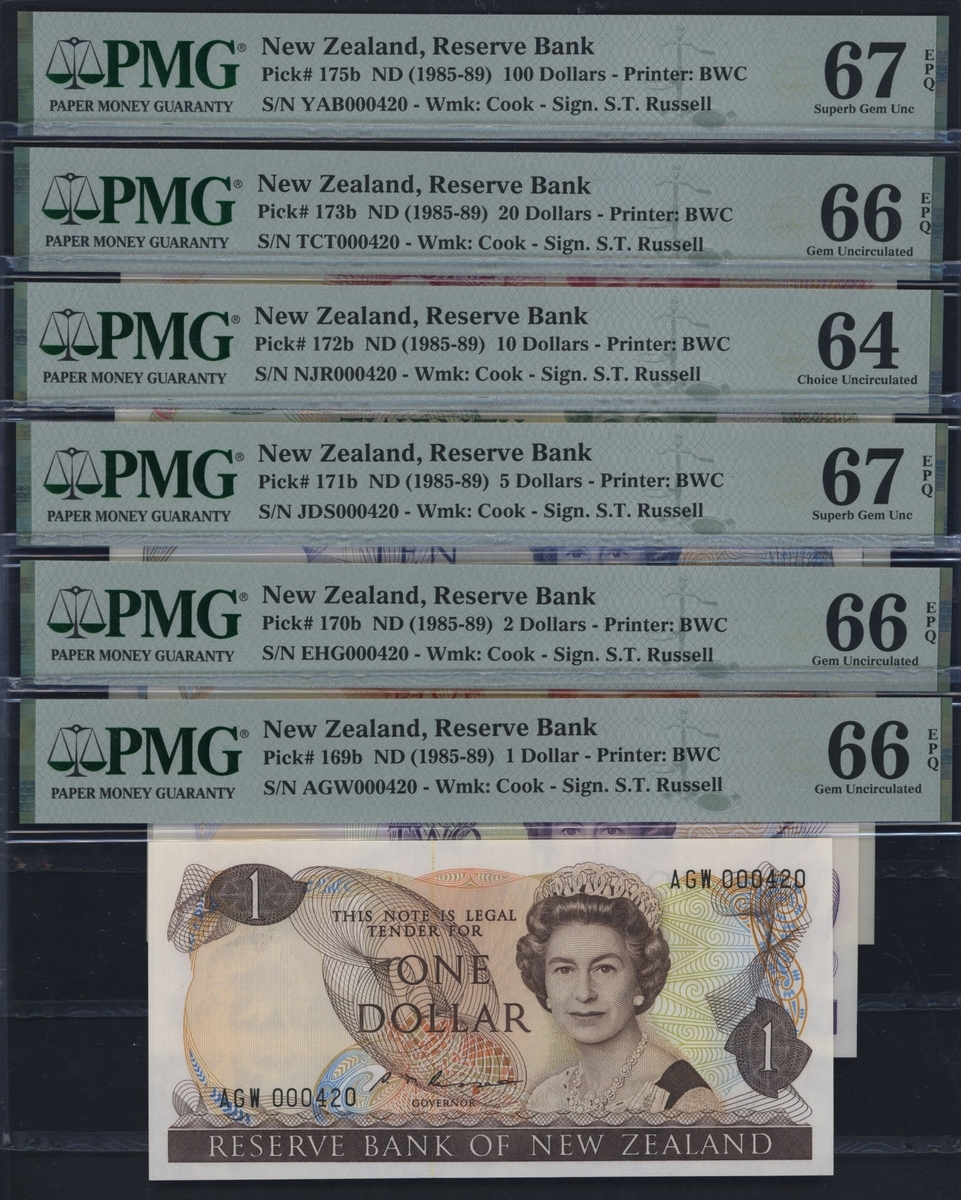 PMG®
PAPER MONEY GUARANTY
New Zealand, Reserve Bank
Pick# 175b ND (1985-89) 100 Dollars - Printer: BWC
S/N YAB000420 - Wmk: Cook - Sign. S.T. Russell
67
EPQ
Superb Gem Unc
PMG®
PAPER MONEY GUARANTY
New Zealand, Reserve Bank
Pick# 173b ND (1985-89) 20 Dollars - Printer: BWC
S/N TCT000420 - Wmk: Cook - Sign. S.T. Russell
66
EPQ
Gem Uncirculated
PMG®
PAPER MONEY GUARANTY
New Zealand, Reserve Bank
Pick# 172b ND (1985-89) 10 Dollars - Printer: BWC
S/N NJR000420 - Wmk: Cook - Sign. S.T. Russell
64
Choice Uncirculated
PMG®
PAPER MONEY GUARANTY
New Zealand, Reserve Bank
Pick# 171b ND (1985-89) 5 Dollars - Printer: BWC
S/N JDS000420 - Wmk: Cook - Sign. S.T. Russell
67
EPQ
Superb Gem Unc
PMG®
PAPER MONEY GUARANTY
New Zealand, Reserve Bank
Pick# 170b ND (1985-89) 2 Dollars - Printer: BWC
S/N EHG000420 - Wmk: Cook - Sign. S.T. Russell
66
EPQ
Gem Uncirculated
PMG®
PAPER MONEY GUARANTY
New Zealand, Reserve Bank
Pick# 169b ND (1985-89) 1 Dollar - Printer: BWC
S/N AGW000420 - Wmk: Cook - Sign. S.T. Russell
66
EPQ
Gem Uncirculated
TWO
1
AGW 000420
THIS NOTE IS LEGAL
TENDER FOR
ONE
DOLLAR
1
AGW 000420
GOVERNOR
RESERVE BANK OF NEW ZEALAND